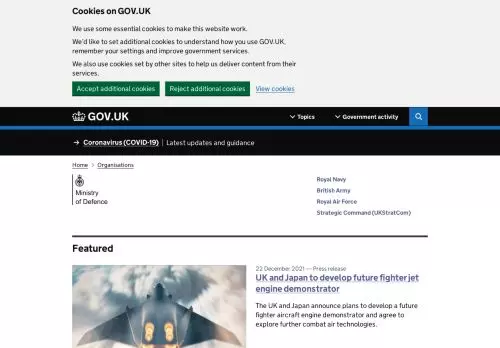 Cookies on GOV.UK
We use some essential cookies to make this website work.
We'd like to set additional cookies to understand how you use GOV.UK,
remember your settings and improve government services.
We also use cookies set by other sites to help us deliver content from their
services.
Accept additional cookies
Reject additional cookies
View cookies
GOV.UK
Topics
Government activity
→ Coronavirus (COVID-19) | Latest updates and guidance
Home > Organisations
Ministry
of Defence
Royal Navy
British Army
Royal Air Force
Strategic Command (UKStratCom)
Featured
22 December 2021 — Press release
UK and Japan to develop future fighter jet
engine demonstrator
The UK and Japan announce plans to develop a future
fighter aircraft engine demonstrator and agree to
explore further combat air technologies.